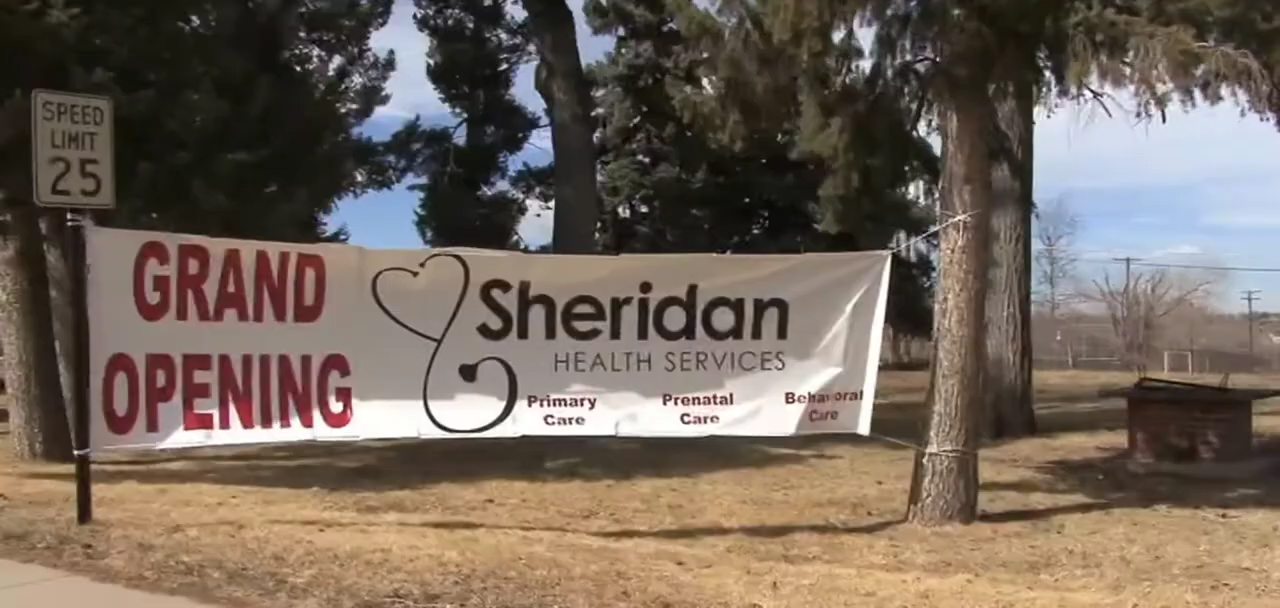 SPEED
LIMIT
25
GRAND
OPENING
Sheridan
HEALTH SERVICES
Primary
Care
Prenatal
Care
Behavioral
Care